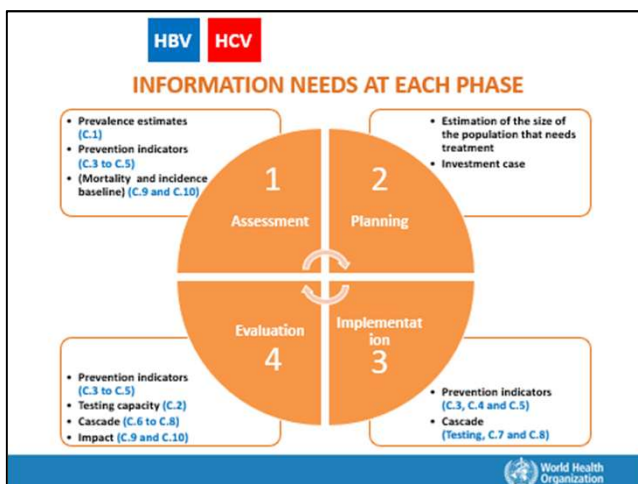 HBV HCV
INFORMATION NEEDS AT EACH PHASE
• Prevalence estimates
(C.1)
• Prevention indicators
(C.3 to C.5)
• (Mortality and incidence
baseline) (C.9 and C.10)
1
Assessment
2
Planning
• Estimation of the size of
the population that needs
treatment
• Investment case
Evaluation
4
Implementat
ion
3
• Prevention indicators
(C.3 to C.5)
• Testing capacity (C.2)
• Cascade (C.6 to C.8)
• Impact (C.9 and C.10)
• Prevention indicators
(C.3, C.4 and C.5)
• Cascade
(Testing, C.7 and C.8)
World Health
Organization